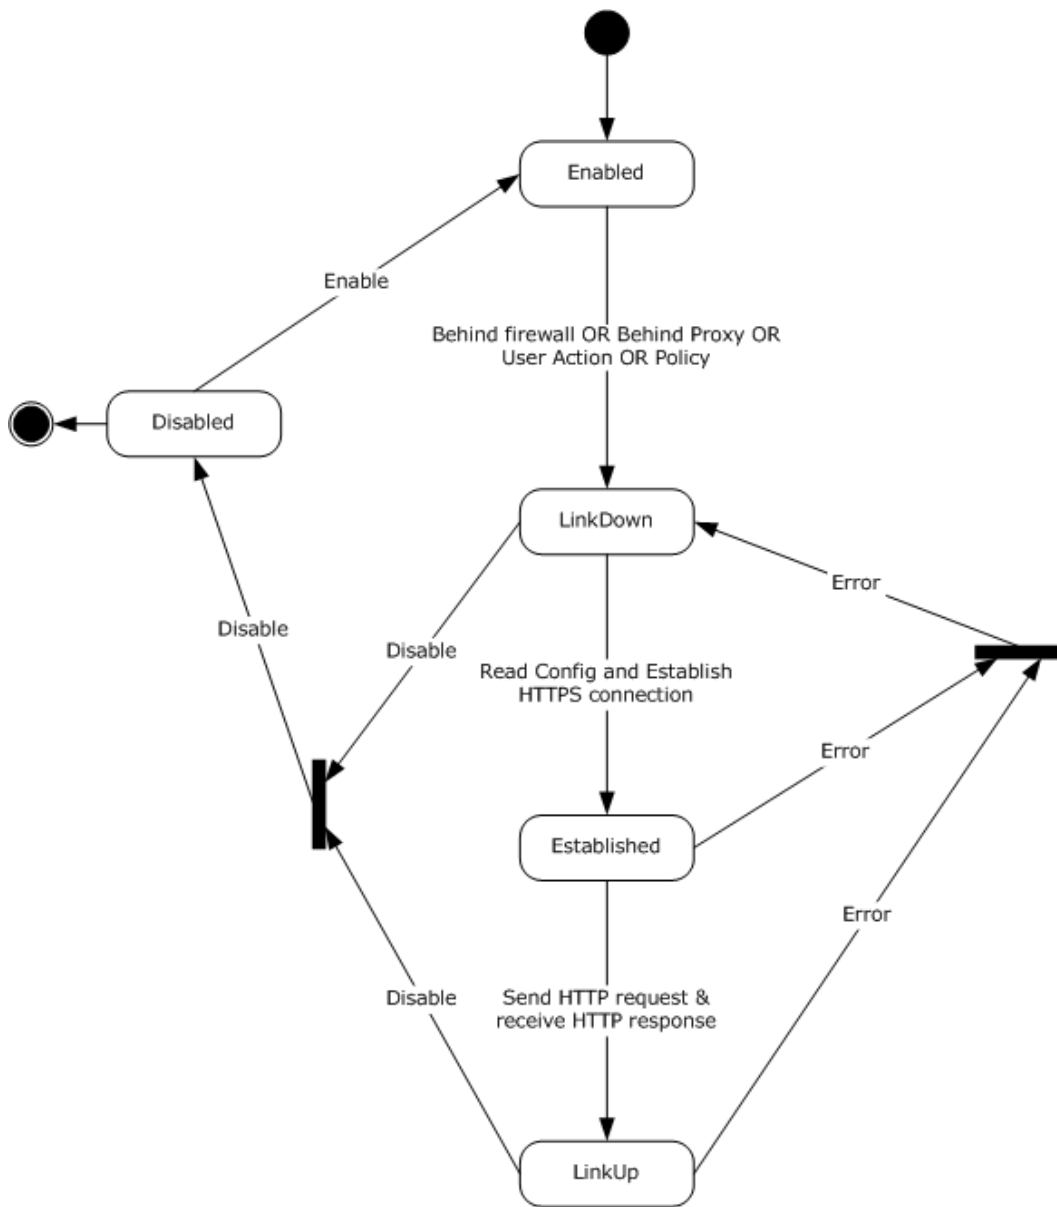 Enabled
Enable
Behind firewall OR Behind Proxy OR
User Action OR Policy
Disabled
LinkDown
Error
Disable
Disable
Read Config and Establish
HTTPS connection
Error
Established
Error
Disable
Send HTTP request &
receive HTTP response
LinkUp